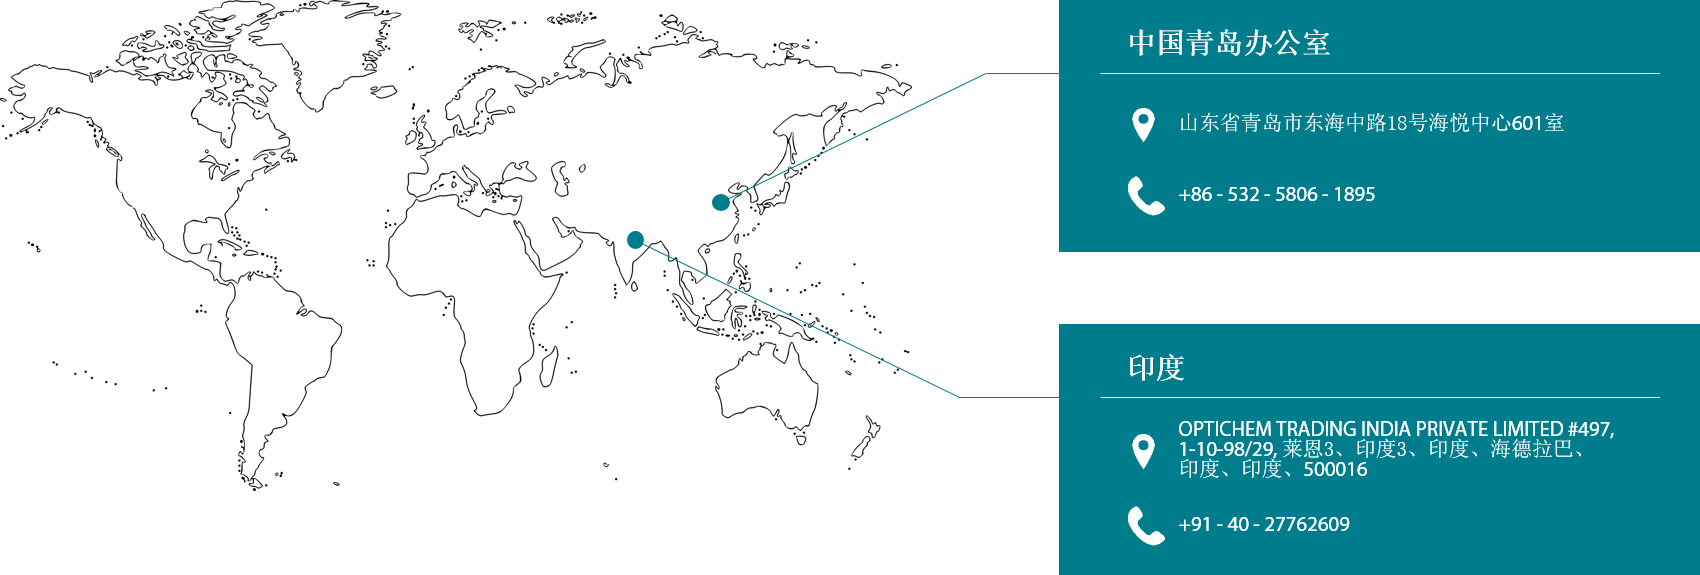 中国青岛办公室
山东省青岛市东海中路18号海悦中心601室
+86 - 532 - 5806 - 1895
印度
OPTICHEM TRADING INDIA PRIVATE LIMITED #497,
1-10-98/29, 莱恩3、印度3、印度、海德拉巴、
印度、印度、500016
+91 - 40 - 27762609